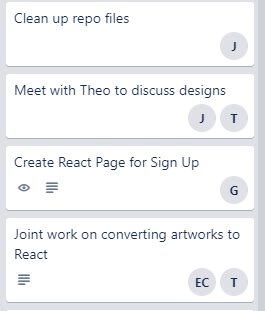 Clean up repo files
J
Meet with Theo to discuss designs
J T
Create React Page for Sign Up
G
Joint work on converting artworks to
React
EC T